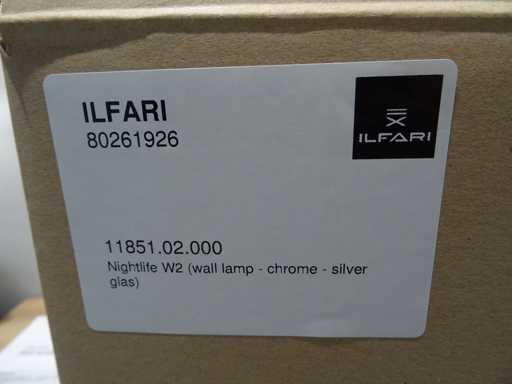 ILFARI
80261926
ILFARI
11851.02.000
Nightlife W2 (wall lamp - chrome - silver
glas)